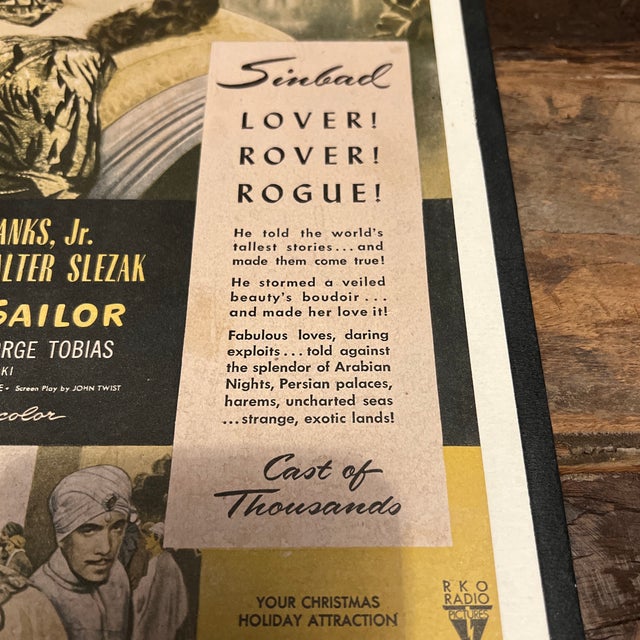 Sinbad
LOVER!
ROVER!
ROGUE!
He told the world's
tallest stories...and
made them come true!
He stormed a veiled
beauty's boudoir...
and made her love it!
Fabulous loves, daring
exploits...told against
the splendor of Arabian
Nights, Persian palaces,
harems, uncharted seas
...strange, exotic lands!
Cast of
Thousands
ANKS, Jr.
ALTER SLEZAK
SAILOR
RGE TOBIAS
KI
E • Screen Play by JOHN TWIST
color
YOUR CHRISTMAS
HOLIDAY ATTRACTION
RKO
RADIO
PICTURES